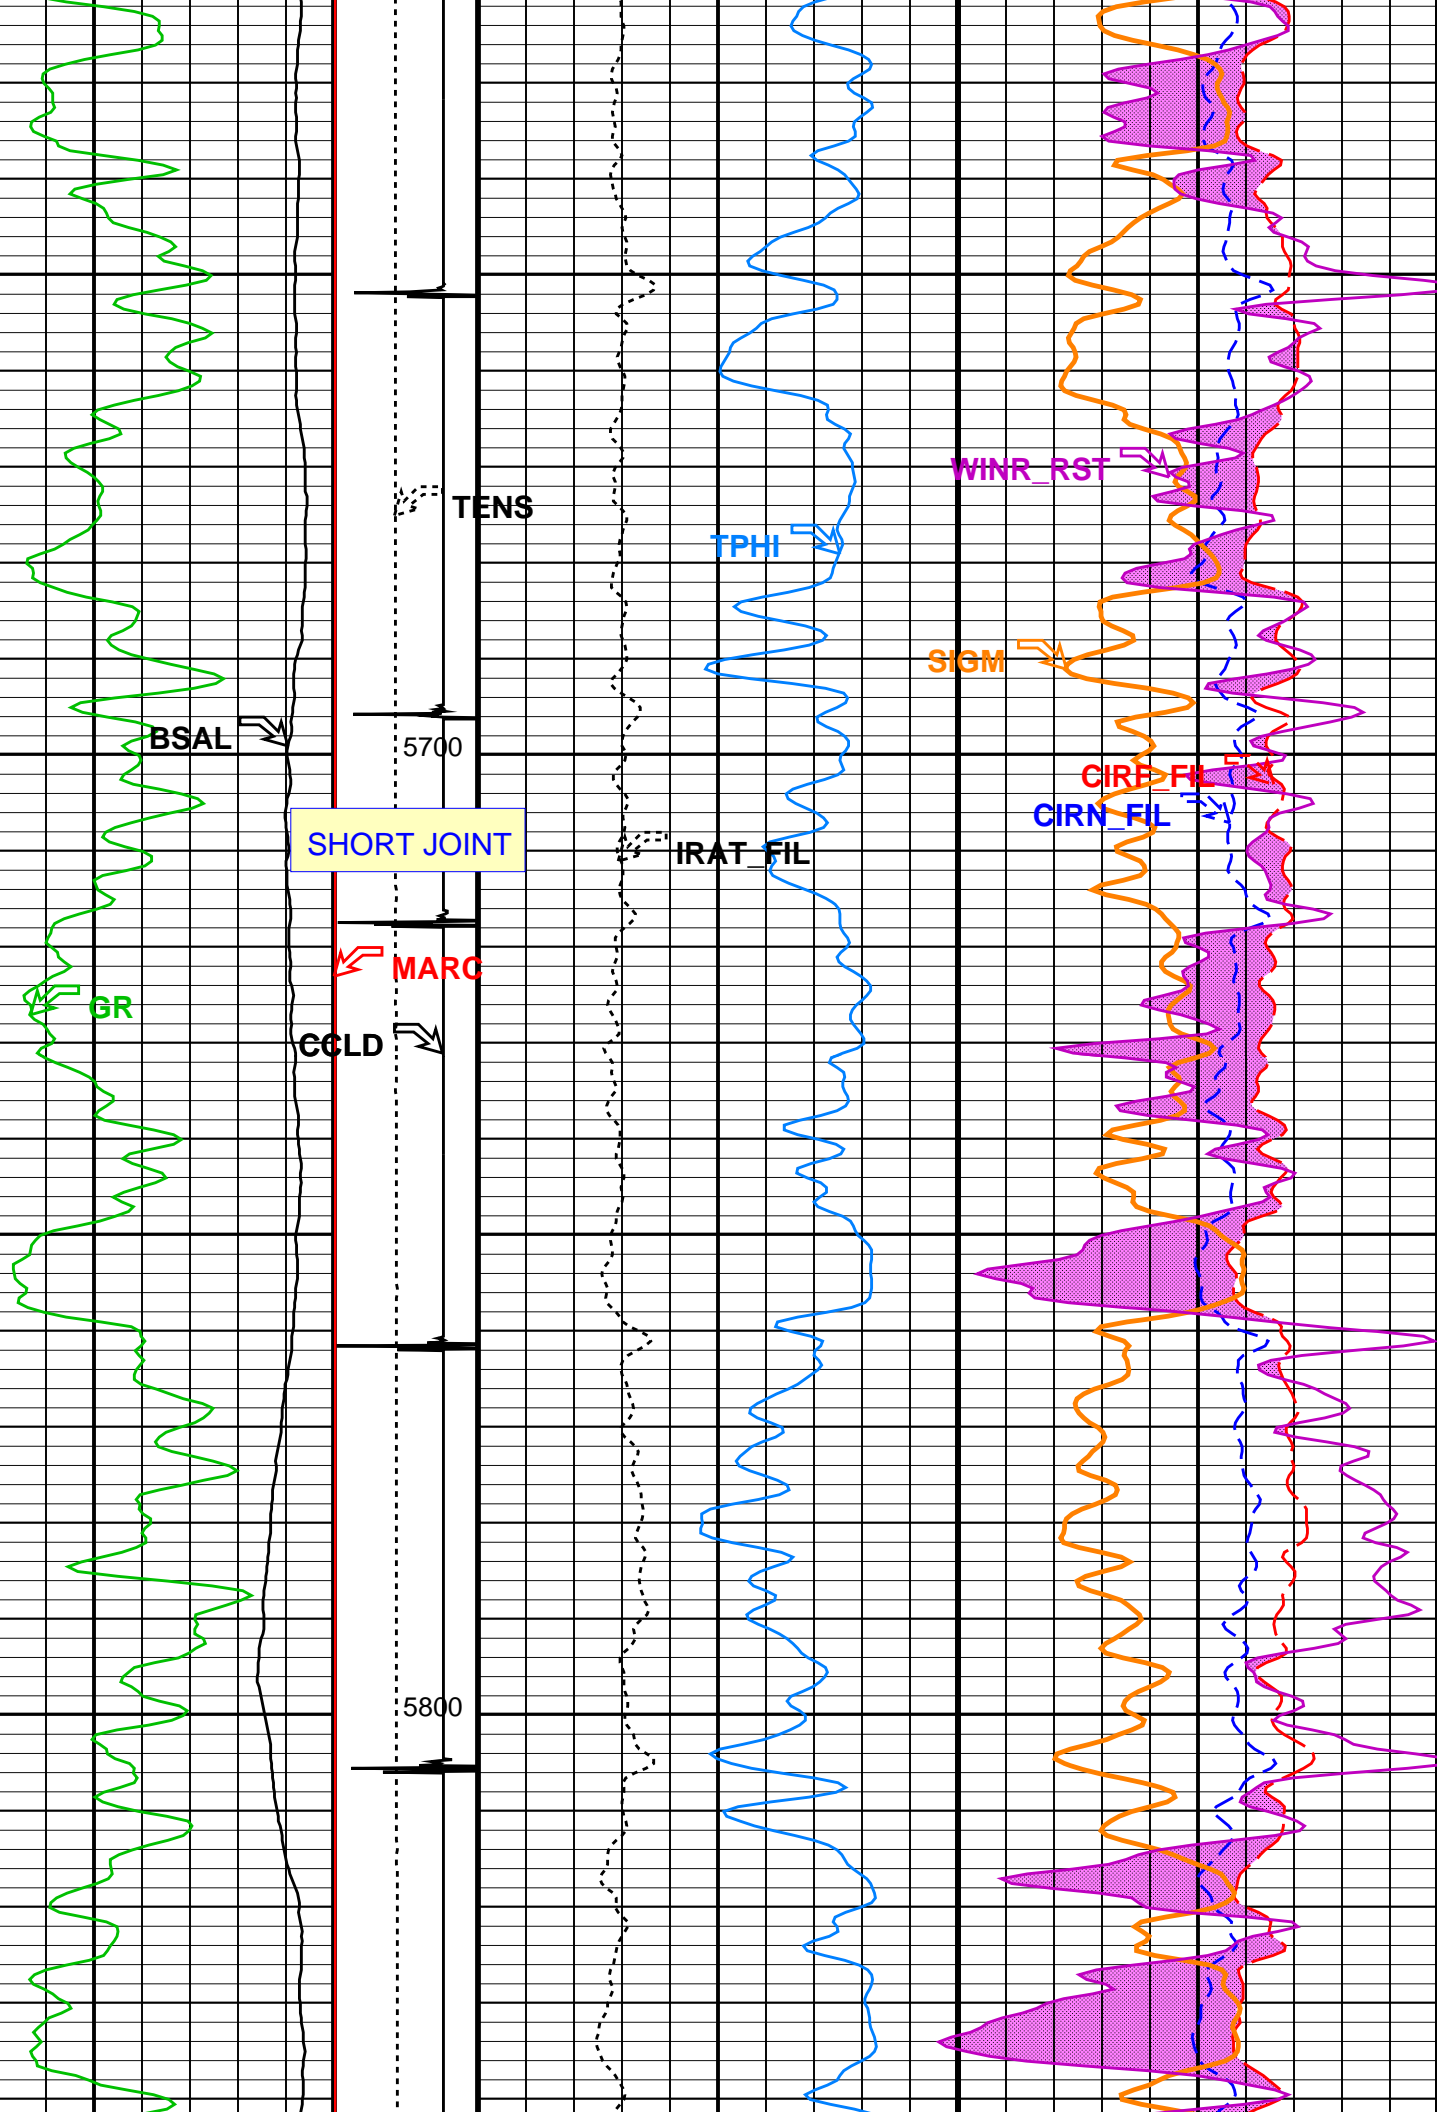 WINR_RST
TENS
TPHI
SIGM
BSAL
5700
CIRF_FIL
CIRN_FIL
SHORT JOINT
IRAT_FIL
MARC
GR
CCLD
5800